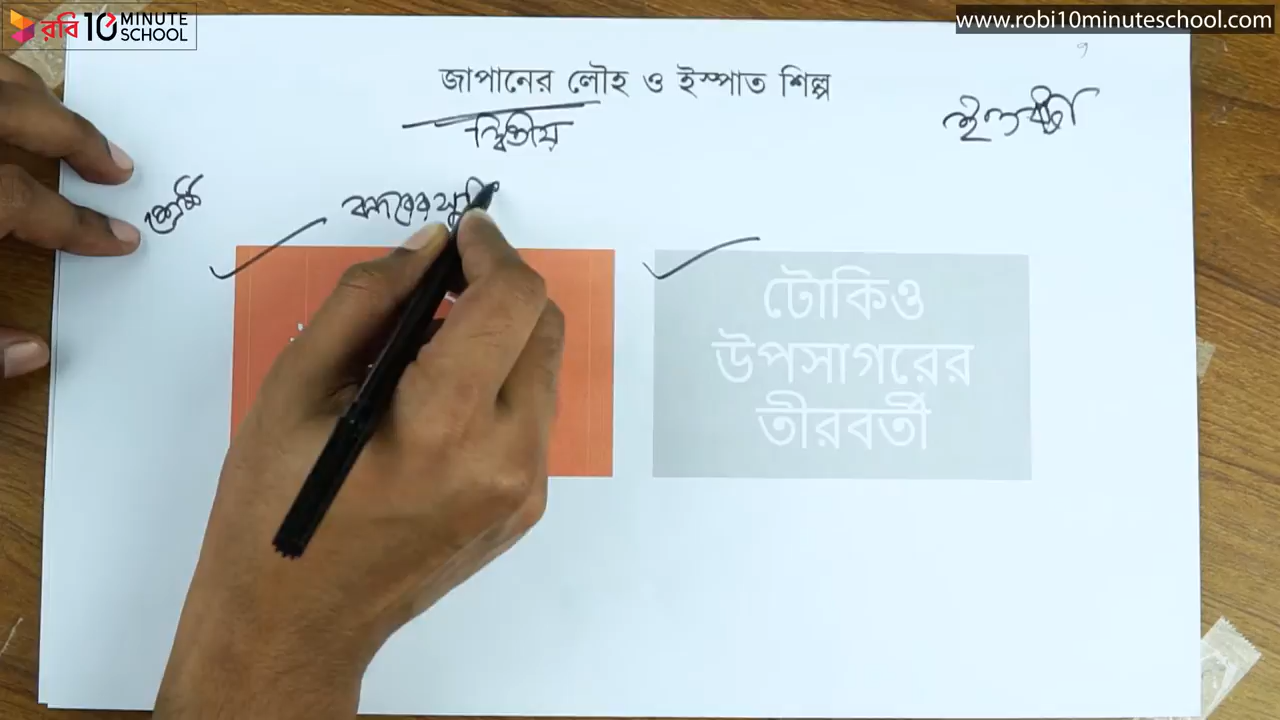 রবি 10 MINUTE SCHOOL
www.robi10minuteschool.com
জাপানের লৌহ ও ইস্পাত শিল্প
দ্বিতীয়
বন্দরের
টোকিও
উপসাগরের
তীরবর্তী